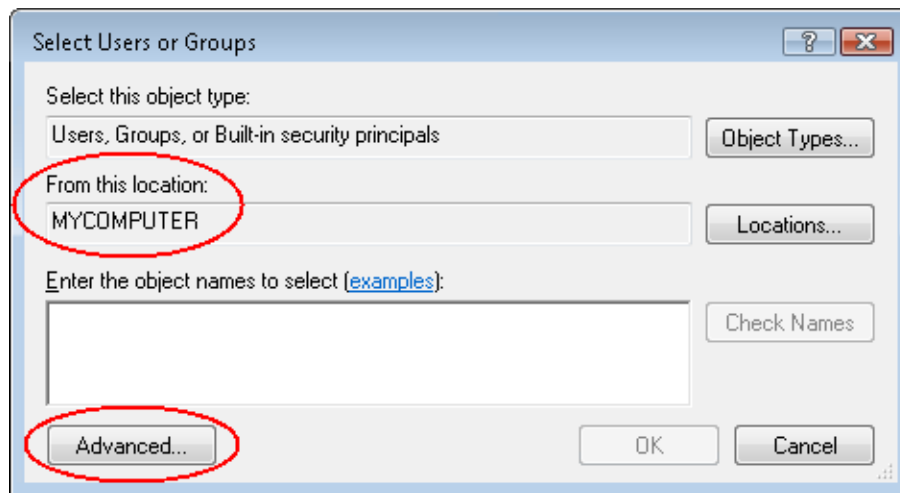 Select Users or Groups
Select this object type:
Users, Groups, or Built-in security principals
Object Types...
From this location:
MYCOMPUTER
Locations...
Enter the object names to select (examples):
Check Names
Advanced...
OK
Cancel